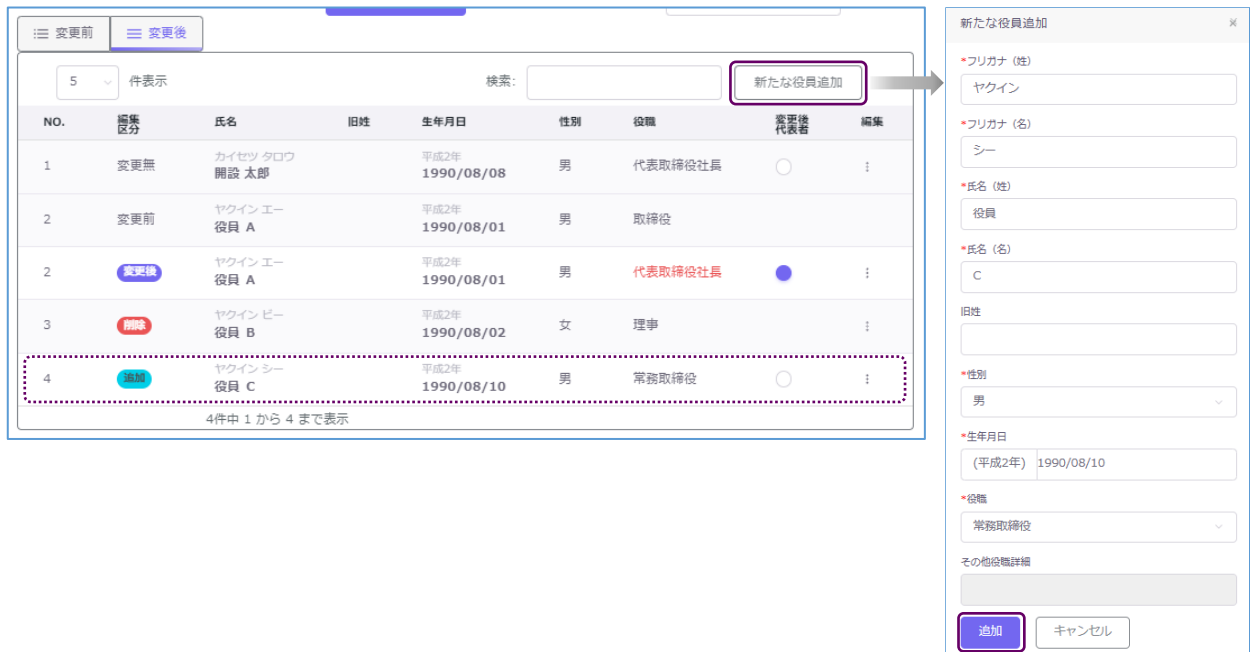 変更前 変更後
5 件表示 検索: 新たな役員追加
NO. 編集区分 氏名 旧姓 生年月日 性別 役職 変更後代表者 編集
カイセツ タロウ 平成2年
1 変更無 開設 太郎 1990/08/08 男 代表取締役社長
ヤクイン エー 平成2年
2 変更前 役員 A 1990/08/01 男 取締役
ヤクイン エー 平成2年
2 変更後 役員 A 1990/08/01 男 代表取締役社長
ヤクイン ビー 平成2年
3 削除 役員 B 1990/08/02 女 理事
ヤクイン シー 平成2年
4 追加 役員 C 1990/08/10 男 常務取締役
4件中 1 から 4 まで表示
新たな役員追加
*フリガナ（姓）
ヤクイン
*フリガナ（名）
シー
*氏名（姓）
役員
*氏名（名）
C
旧姓
*性別
男
*生年月日
(平成2年) 1990/08/10
*役職
常務取締役
その他役職詳細
追加 キャンセル